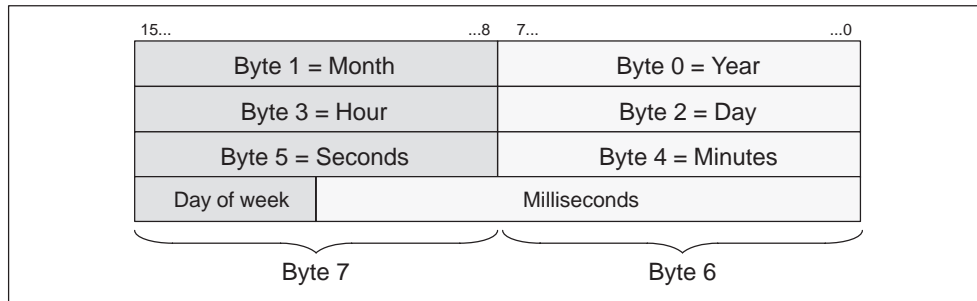 15... ...8 7... ...0
Byte 1 = Month Byte 0 = Year
Byte 3 = Hour Byte 2 = Day
Byte 5 = Seconds Byte 4 = Minutes
Day of week Milliseconds
Byte 7 Byte 6